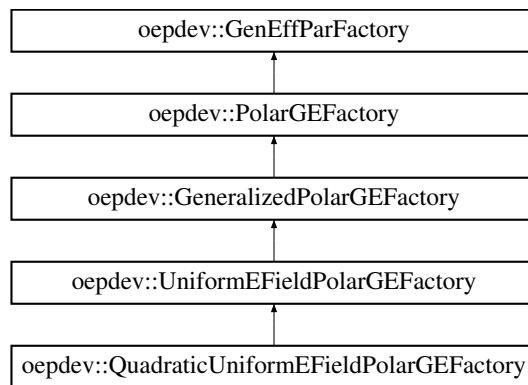 oepdev::GenEffParFactory
oepdev::PolarGEFactory
oepdev::GeneralizedPolarGEFactory
oepdev::UniformEFieldPolarGEFactory
oepdev::QuadraticUniformEFieldPolarGEFactory